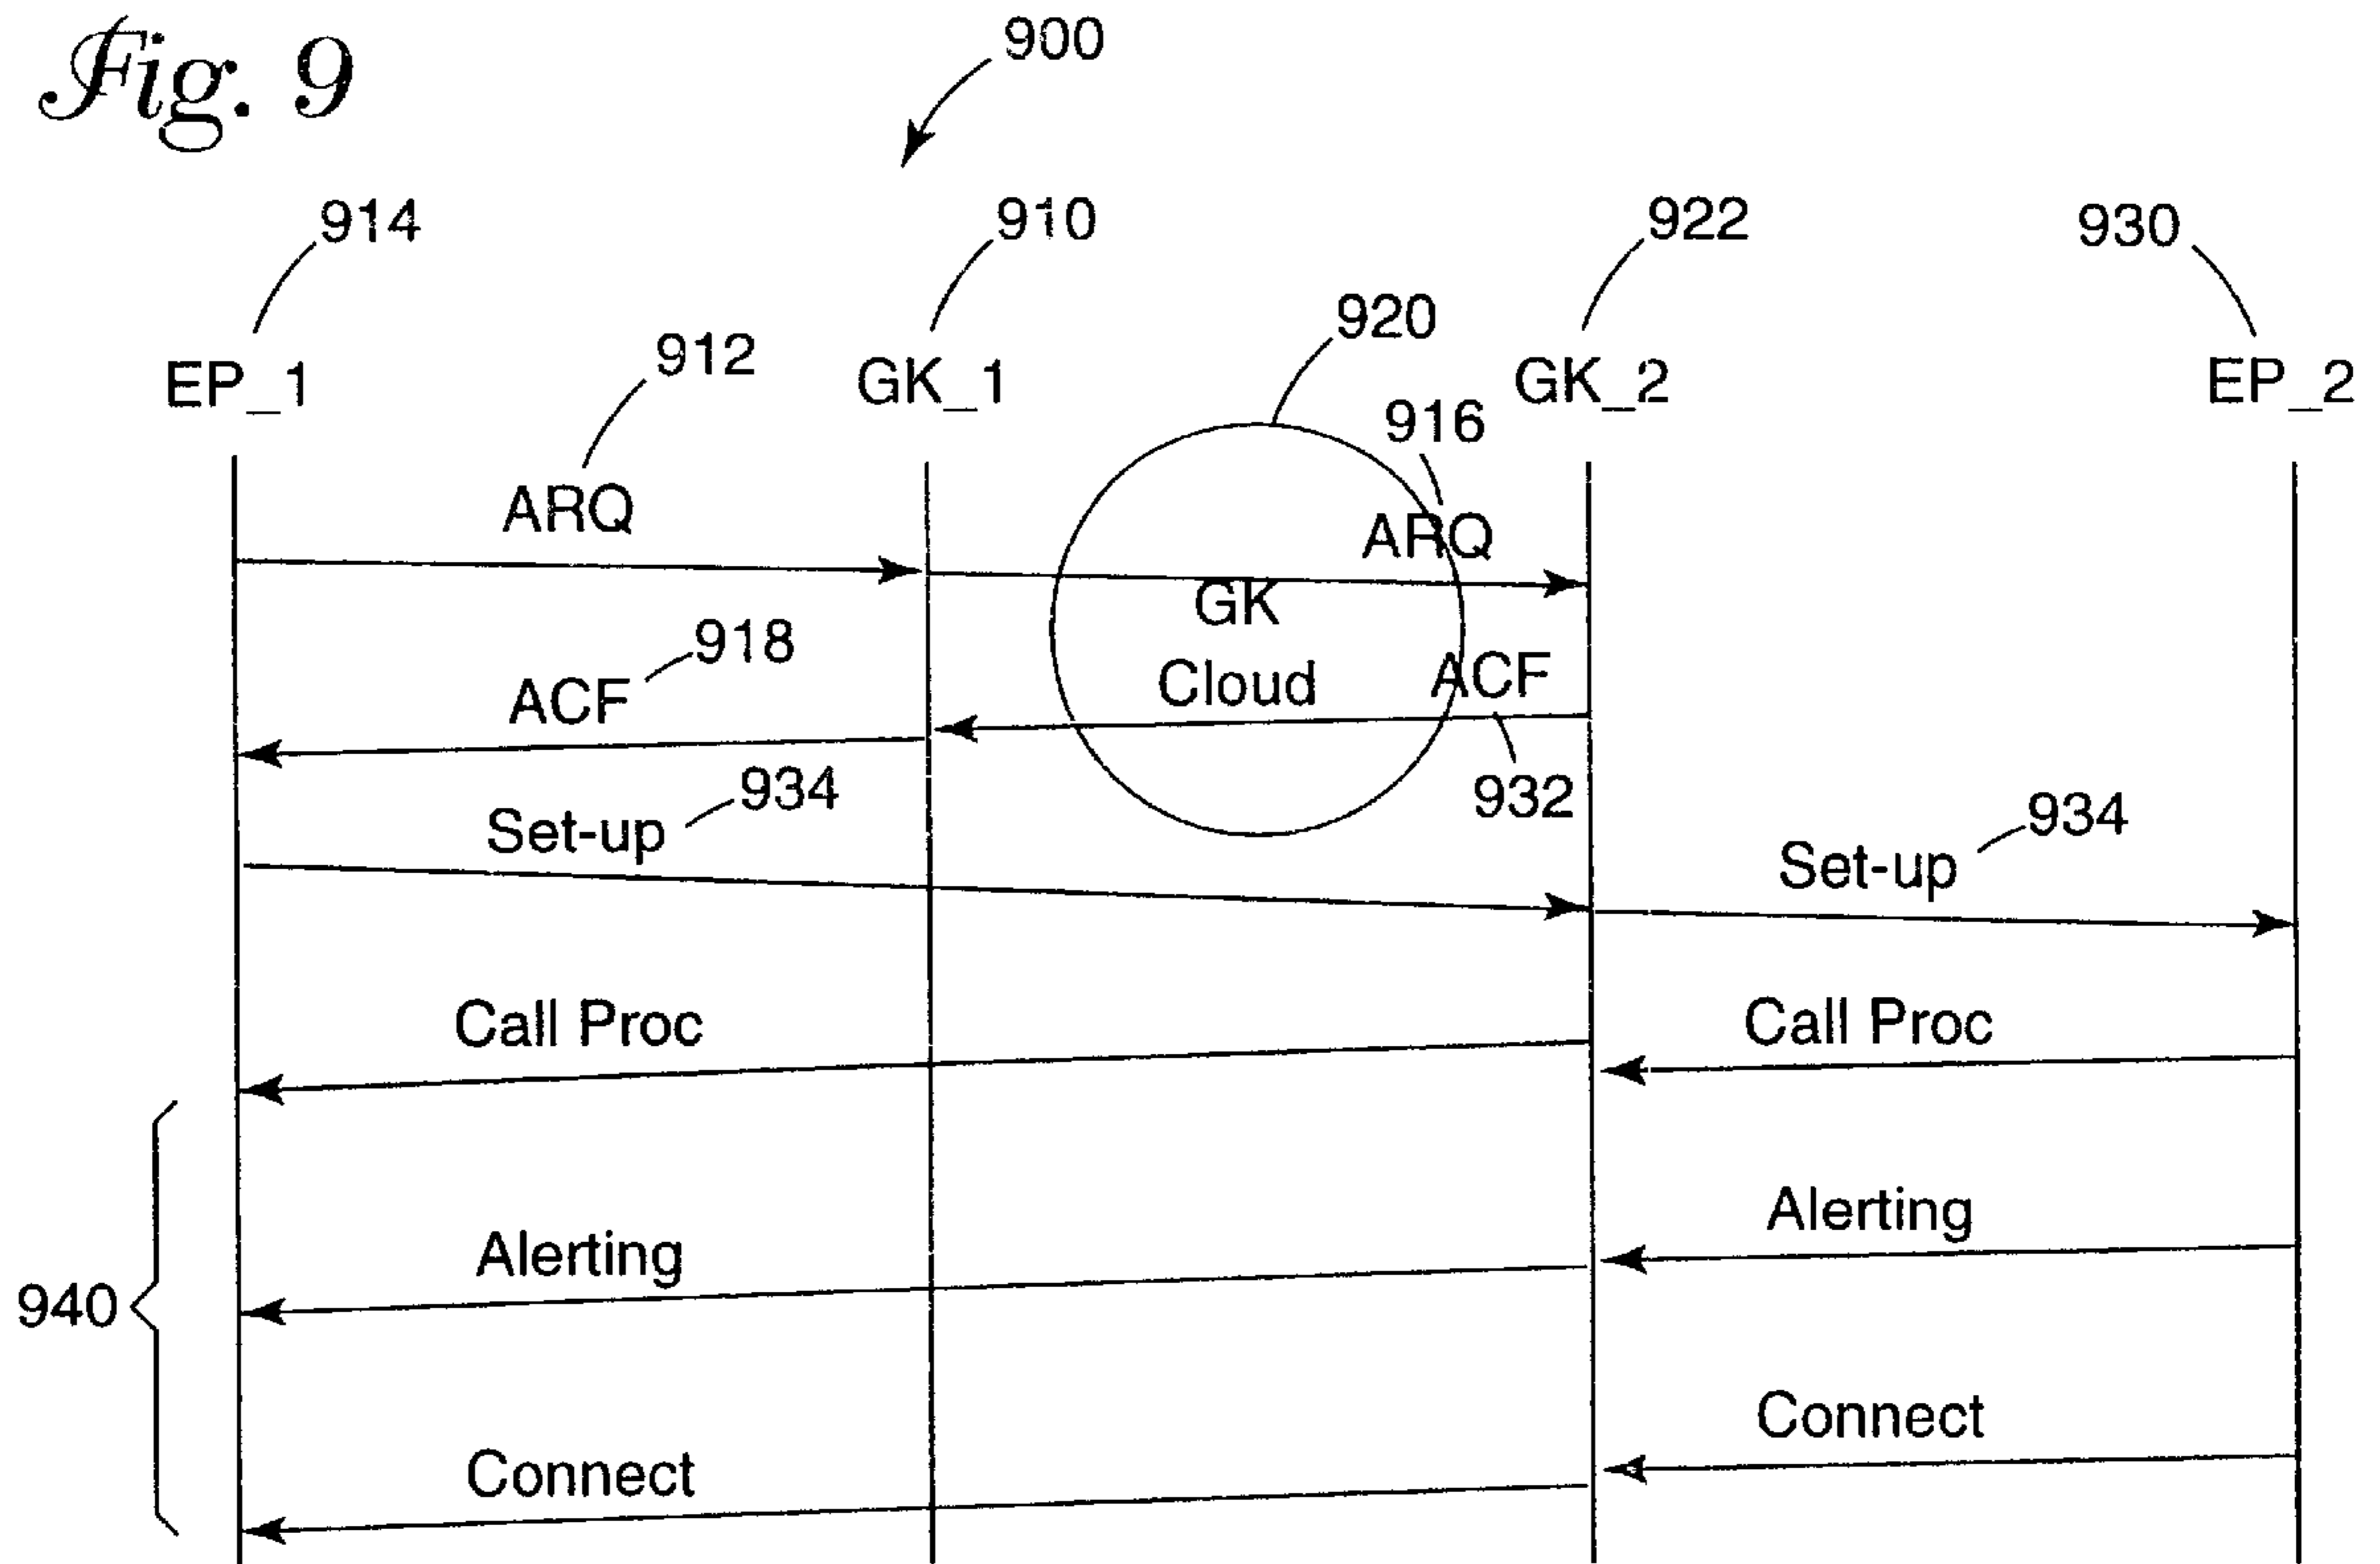 Fig. 9
900
914
910
922
930
920
912
EP_1
GK_1
GK_2
EP_2
916
ARQ
ARQ
GK
918
ACF
Cloud
ACF
934
932
Set-up
934
Set-up
Call Proc
Call Proc
Alerting
Alerting
940
Connect
Connect